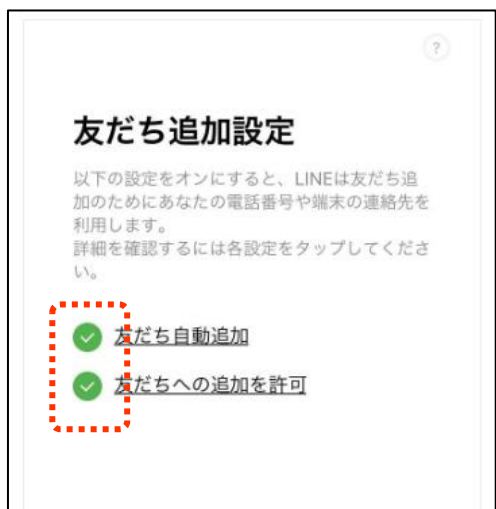 ?
友だち追加設定
以下の設定をオンにすると、LINEは友だち追
加のためにあなたの電話番号や端末の連絡先を
利用します。
詳細を確認するには各設定をタップしてくださ
い。
友だち自動追加
友だちへの追加を許可